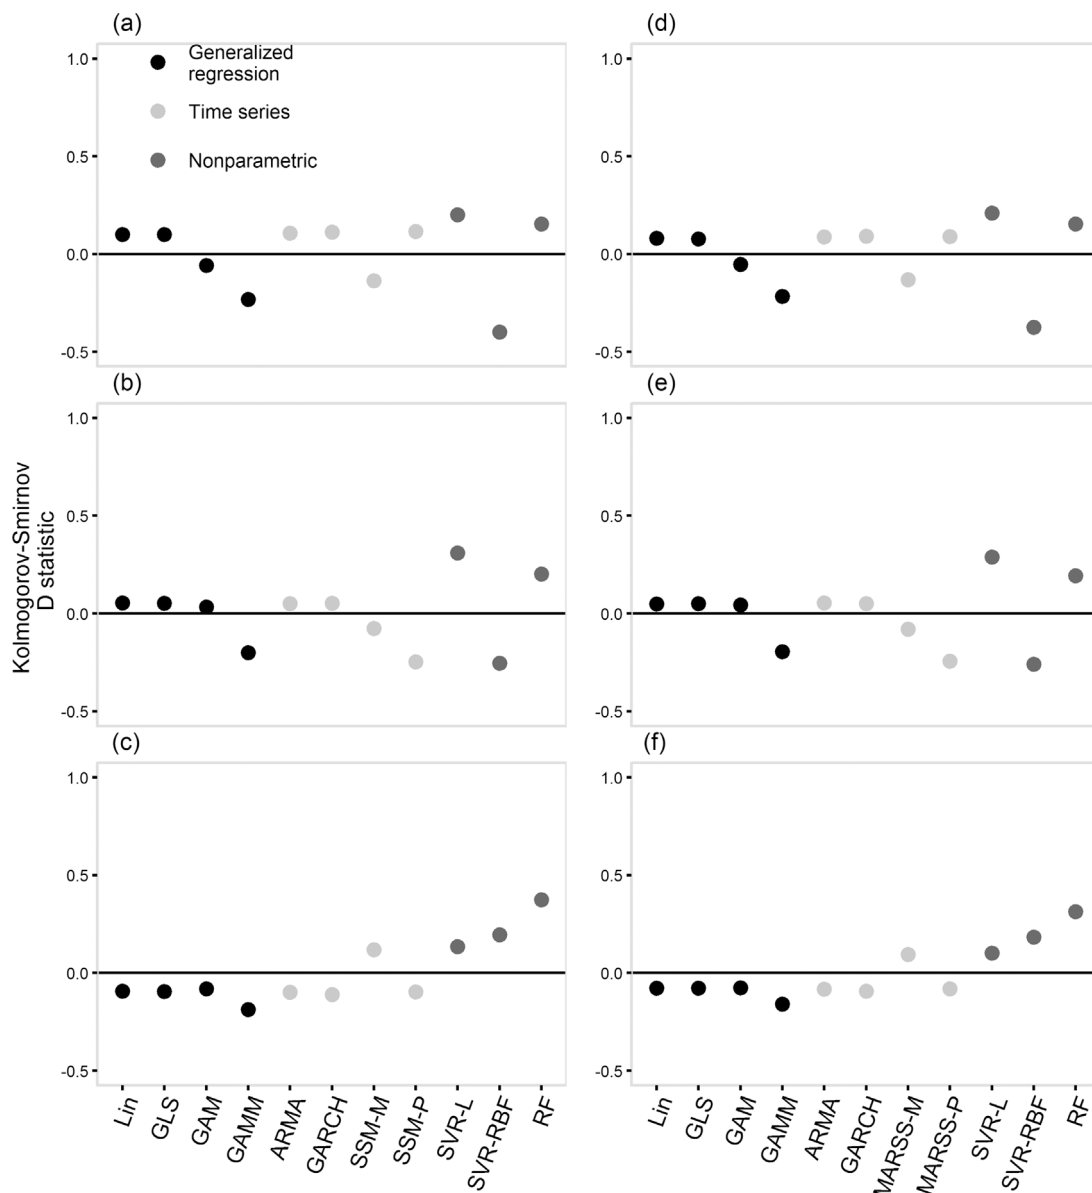 (a)
(d)
1.0
0.5
0.0
-0.5
Generalized
regression
Time series
Nonparametric
1.0
0.5
0.0
-0.5
(b)
(e)
Kolmogorov-Smirnov
D statistic
1.0
0.5
0.0
-0.5
1.0
0.5
0.0
-0.5
(c)
(f)
1.0
0.5
0.0
-0.5
1.0
0.5
0.0
-0.5
Lin
GLS
GAM
GAMM
ARMA
GARCH
SSM-M
SSM-P
SVR-L
SVR-RBF
RF
Lin
GLS
GAM
GAMM
ARMA
GARCH
MARSS-M
MARSS-P
SVR-L
SVR-RBF
RF